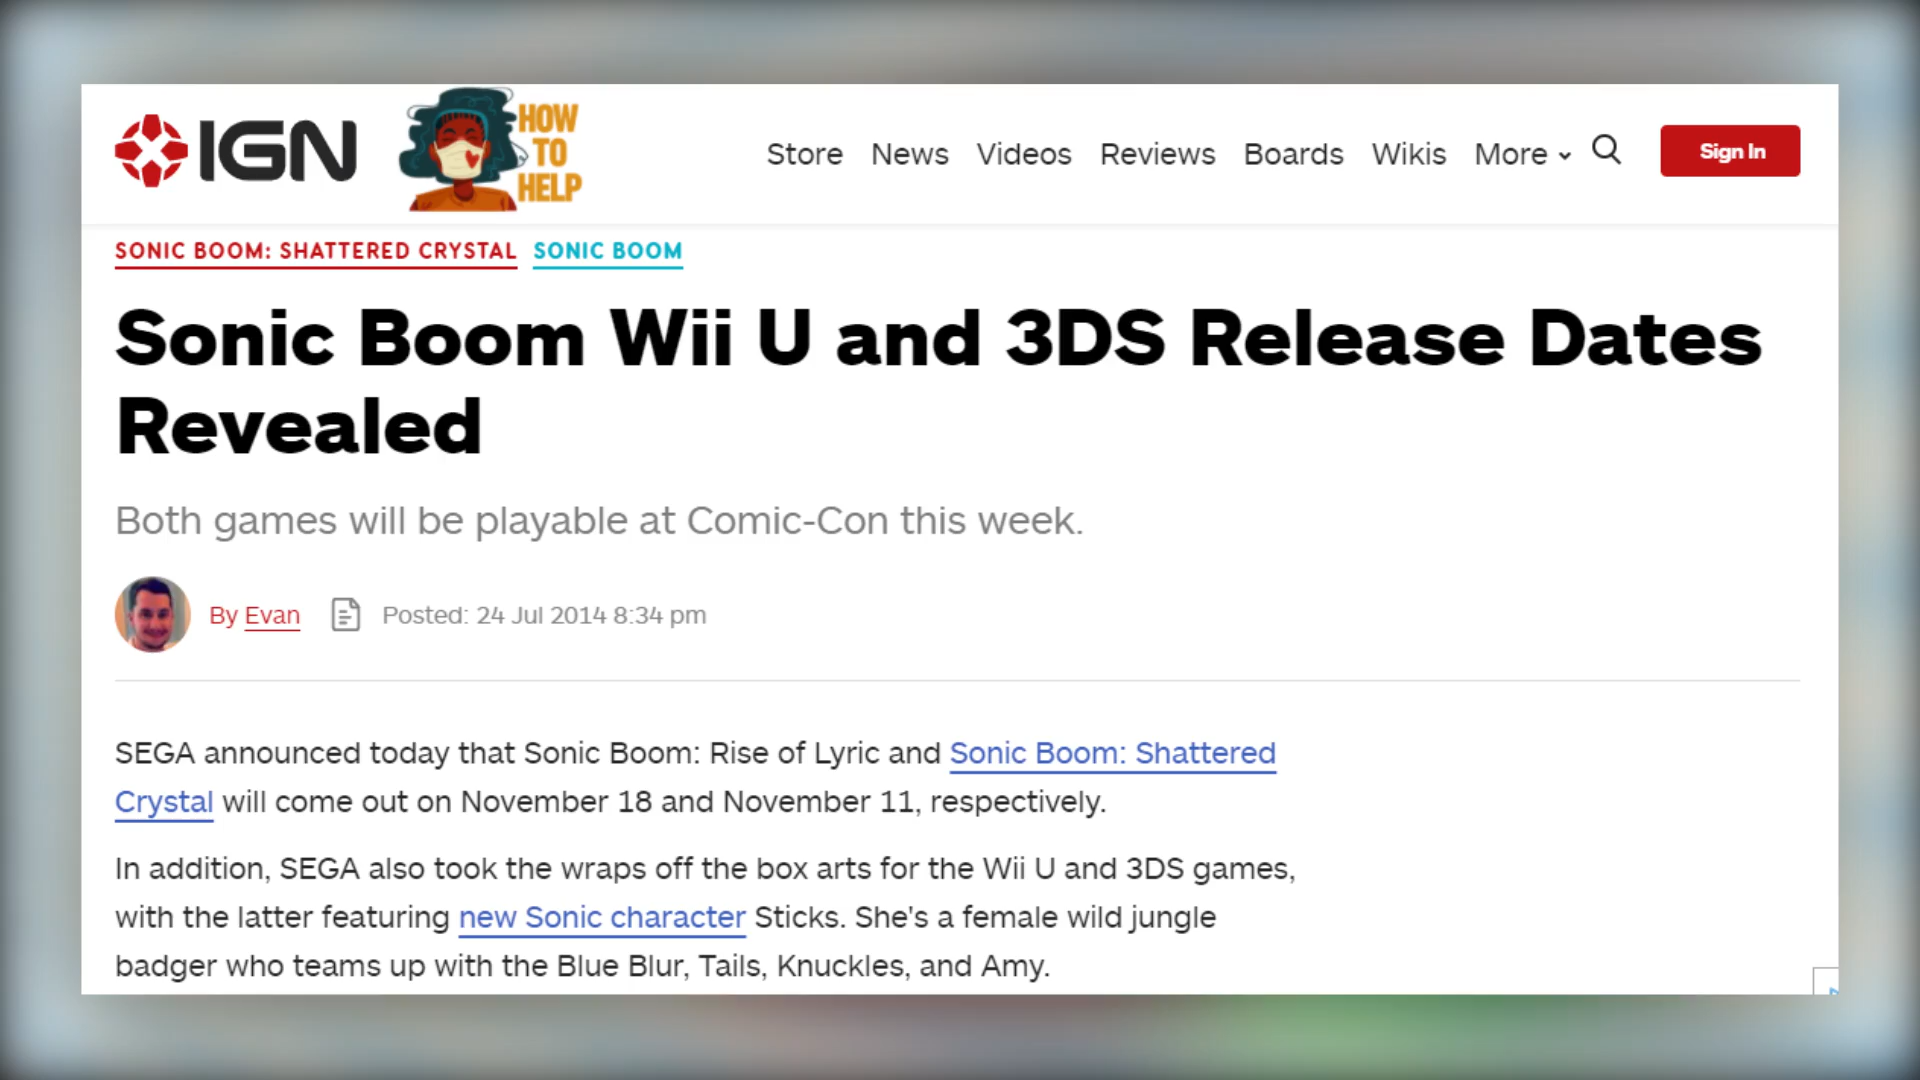 IGN
HOW
TO
HELP
Store News Videos Reviews Boards Wikis More
Sign In
SONIC BOOM: SHATTERED CRYSTAL SONIC BOOM
Sonic Boom Wii U and 3DS Release Dates
Revealed
Both games will be playable at Comic-Con this week.
By Evan Posted: 24 Jul 2014 8:34 pm
SEGA announced today that Sonic Boom: Rise of Lyric and Sonic Boom: Shattered
Crystal will come out on November 18 and November 11, respectively.
In addition, SEGA also took the wraps off the box arts for the Wii U and 3DS games,
with the latter featuring new Sonic character Sticks. She's a female wild jungle
badger who teams up with the Blue Blur, Tails, Knuckles, and Amy.